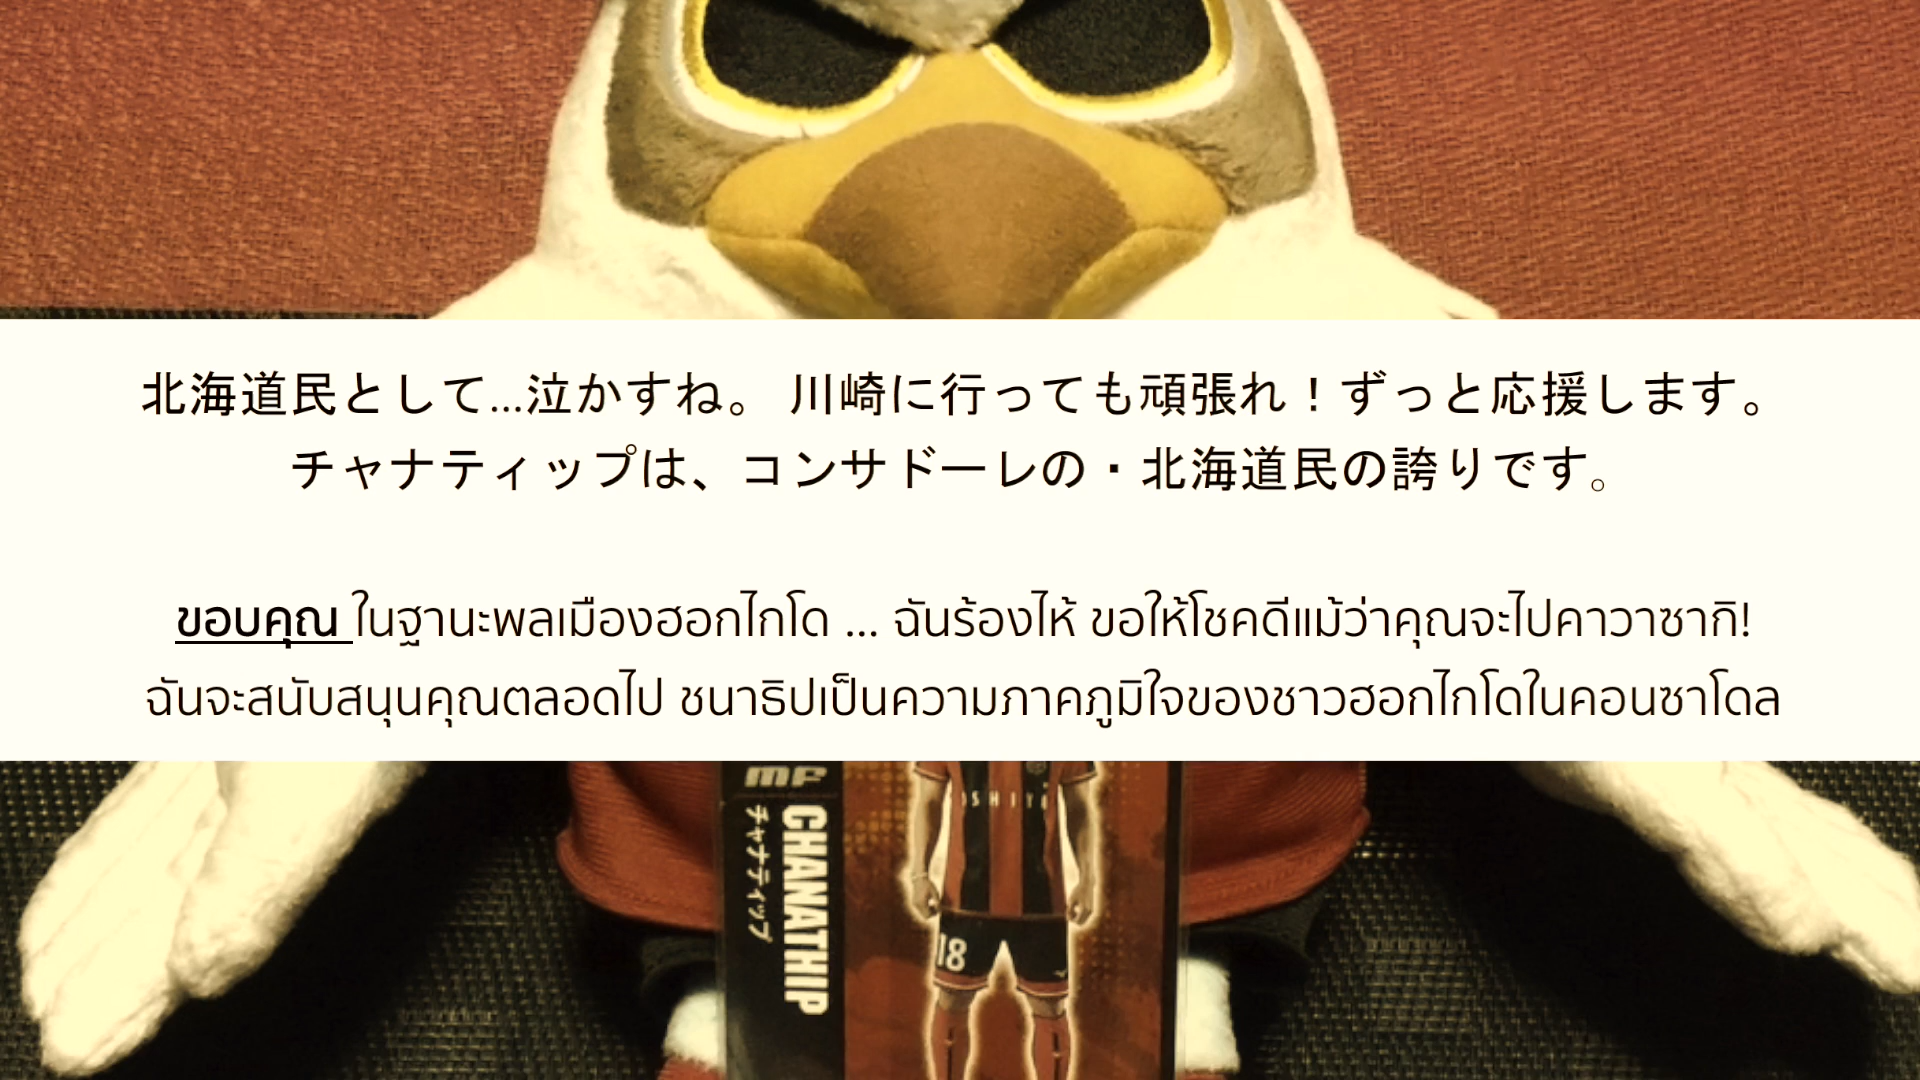 北海道民として...泣かすね。 川崎に行っても頑張れ！ずっと応援します。
チャナティップは、コンサドーレの・北海道民の誇りです。
ขอบคุณ ในฐานะพลเมืองฮอกไกโด ... ฉันร้องไห้ ขอให้โชคดีแม้ว่าคุณจะไปคาวาซากิ!
ฉันจะสนับสนุนคุณตลอดไป ชนาธิปเป็นความภาคภูมิใจของชาวฮอกไกโดในคอนซาโดล
MF
CHANATHIP
チャナティップ
18